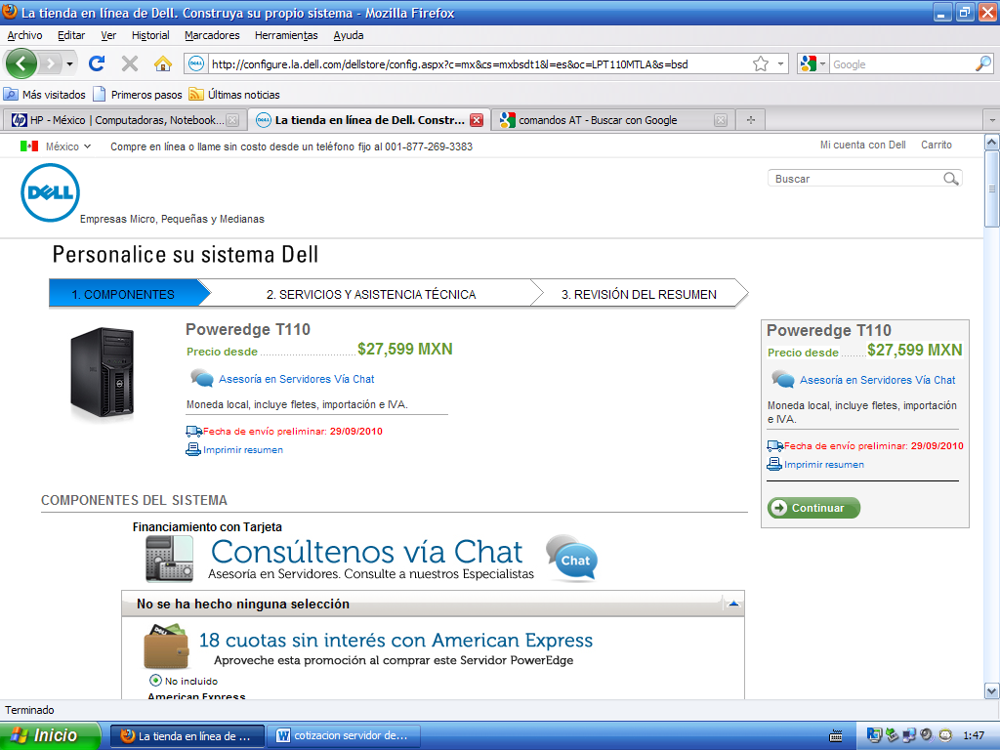 La tienda en línea de Dell. Construya su propio sistema - Mozilla Firefox
Archivo Editar Ver Historial Marcadores Herramientas Ayuda
http://configure.la.dell.com/dellstore/config.aspx?c=mx&cs=mxbsdt1&l=es&oc=LPT110MTLA&s=bsd
Google
Más visitados Primeros pasos Últimas noticias
HP - México | Computadoras, Notebook... La tienda en línea de Dell. Constr... comandos AT - Buscar con Google
México Compre en línea o llame sin costo desde un teléfono fijo al 001-877-269-3383 Mi cuenta con Dell Carrito
DELL
Buscar
Empresas Micro, Pequeñas y Medianas
Personalice su sistema Dell
1. COMPONENTES 2. SERVICIOS Y ASISTENCIA TÉCNICA 3. REVISIÓN DEL RESUMEN
Poweredge T110
Precio desde ................................ $27,599 MXN
Asesoría en Servidores Vía Chat
Moneda local, incluye fletes, importación e IVA.
Fecha de envío preliminar: 29/09/2010
Imprimir resumen
Poweredge T110
Precio desde ........ $27,599 MXN
Asesoría en Servidores Vía Chat
Moneda local, incluye fletes, importación
e IVA.
Fecha de envío preliminar: 29/09/2010
Imprimir resumen
Continuar
COMPONENTES DEL SISTEMA
Financiamiento con Tarjeta
Consúltenos vía Chat
Chat
Asesoría en Servidores. Consulte a nuestros Especialistas
No se ha hecho ninguna selección
18 cuotas sin interés con American Express
Aproveche esta promoción al comprar este Servidor PowerEdge
No incluido
American Express
Terminado
Inicio La tienda en línea de ... cotizacion servidor de... 1:47